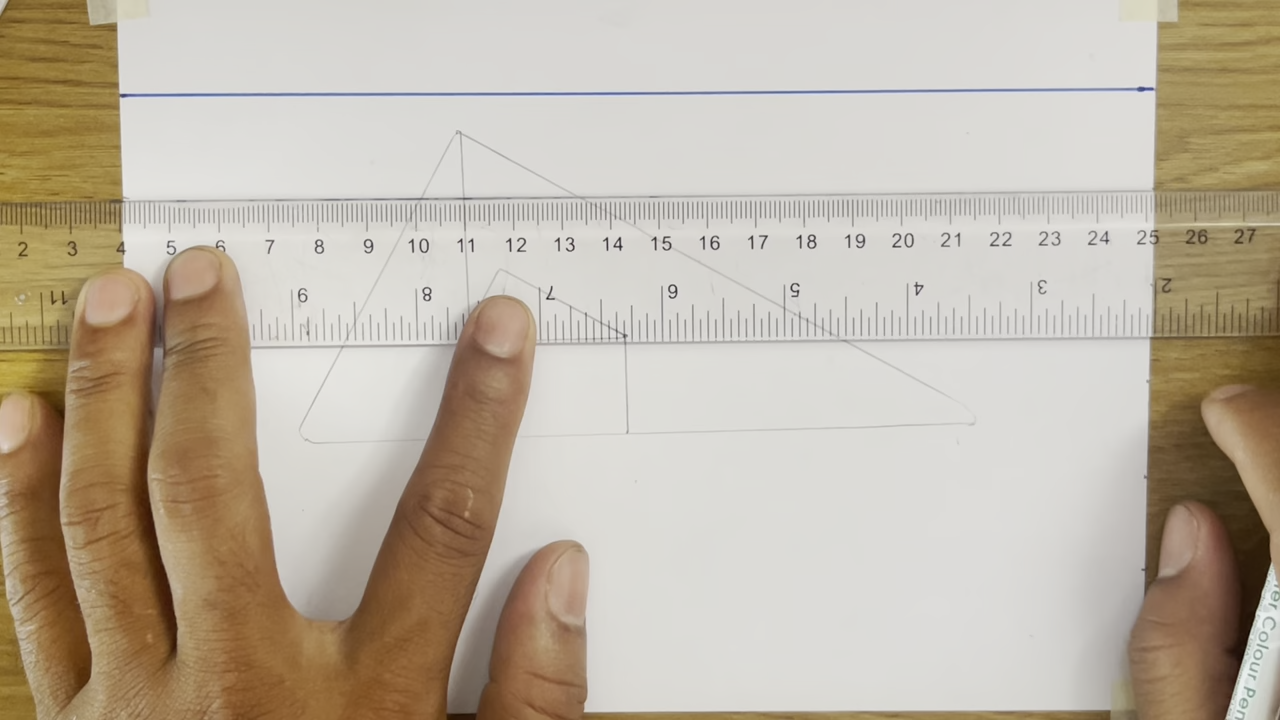 2 3 4 5 6 7 8 9 10 11 12 13 14 15 16 17 18 19 20 21 22 23 24 25 26 27
11 9 8 7 6 5 4 3 2
er Colour Pen